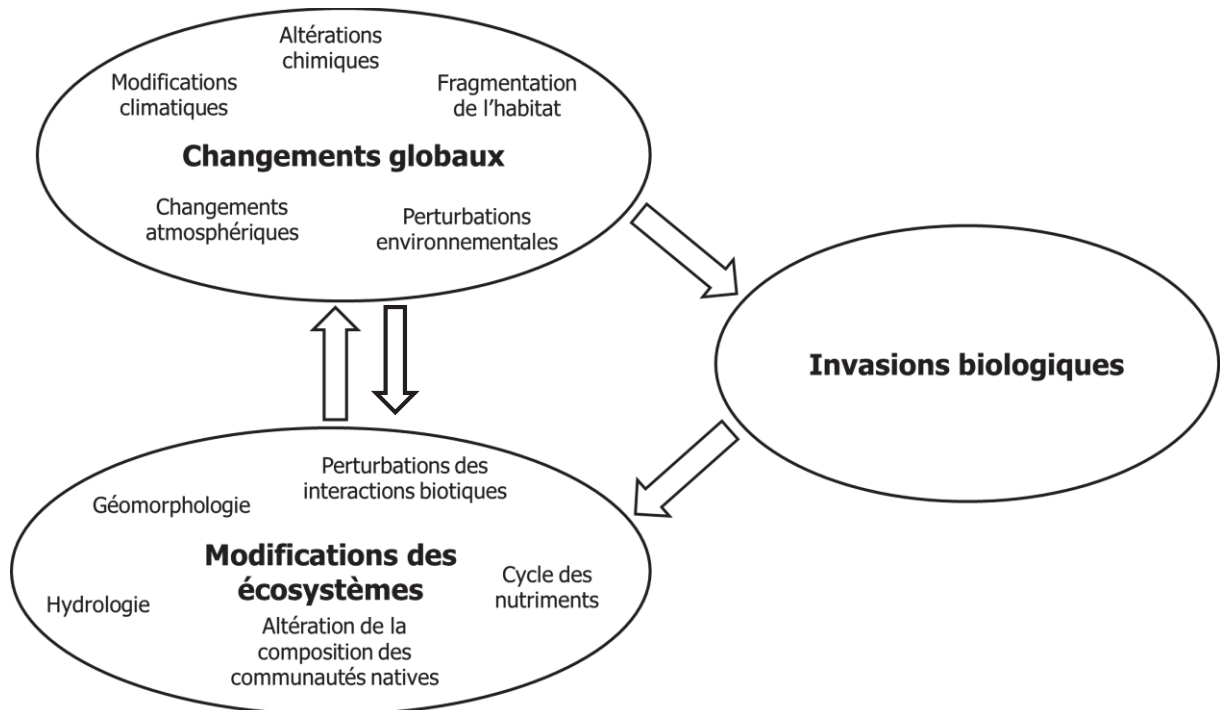 Altérations
chimiques
Modifications
climatiques
Fragmentation
de l'habitat
Changements globaux
Changements
atmosphériques
Perturbations
environnementales
Invasions biologiques
Perturbations des
interactions biotiques
Géomorphologie
Modifications des
écosystèmes
Cycle des
nutriments
Hydrologie
Altération de la
composition des
communautés natives